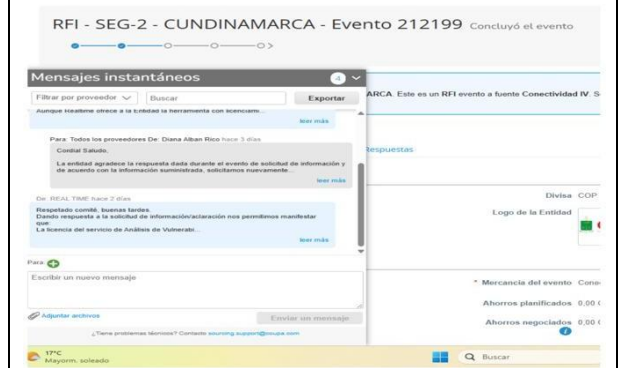 RFI - SEG-2 - CUNDINAMARCA - Evento 212199 Concluyó el evento
Mensajes instantáneos 4
Filtrar por proveedor Buscar Exportar
Aunque Realtime ofrece a la Entidad la herramienta con licenciami...
leer más
Para: Todos los proveedores De: Diana Alban Rico hace 3 días
Cordial Saludo,
La entidad agradece la respuesta dada durante el evento de solicitud de información y
de acuerdo con la información suministrada, solicitamos nuevamente...
leer más
De: REAL TIME hace 2 días
Respetado comité, buenas tardes.
Dando respuesta a la solicitud de información/aclaración nos permitimos manifestar
que:
La licencia del servicio de Análisis de Vulnerabi...
leer más
Para:
Escribir un nuevo mensaje
Adjuntar archivos Enviar un mensaje
¿Tiene problemas técnicos? Contacto sourcing.support@coupa.com
ARCA. Este es un RFI evento a fuente Conectividad IV. S
Respuestas
Divisa COP
Logo de la Entidad
* Mercancía del evento Cone
Ahorros planificados 0,00
Ahorros negociados 0,00
17°C
Mayorm. soleado
Buscar